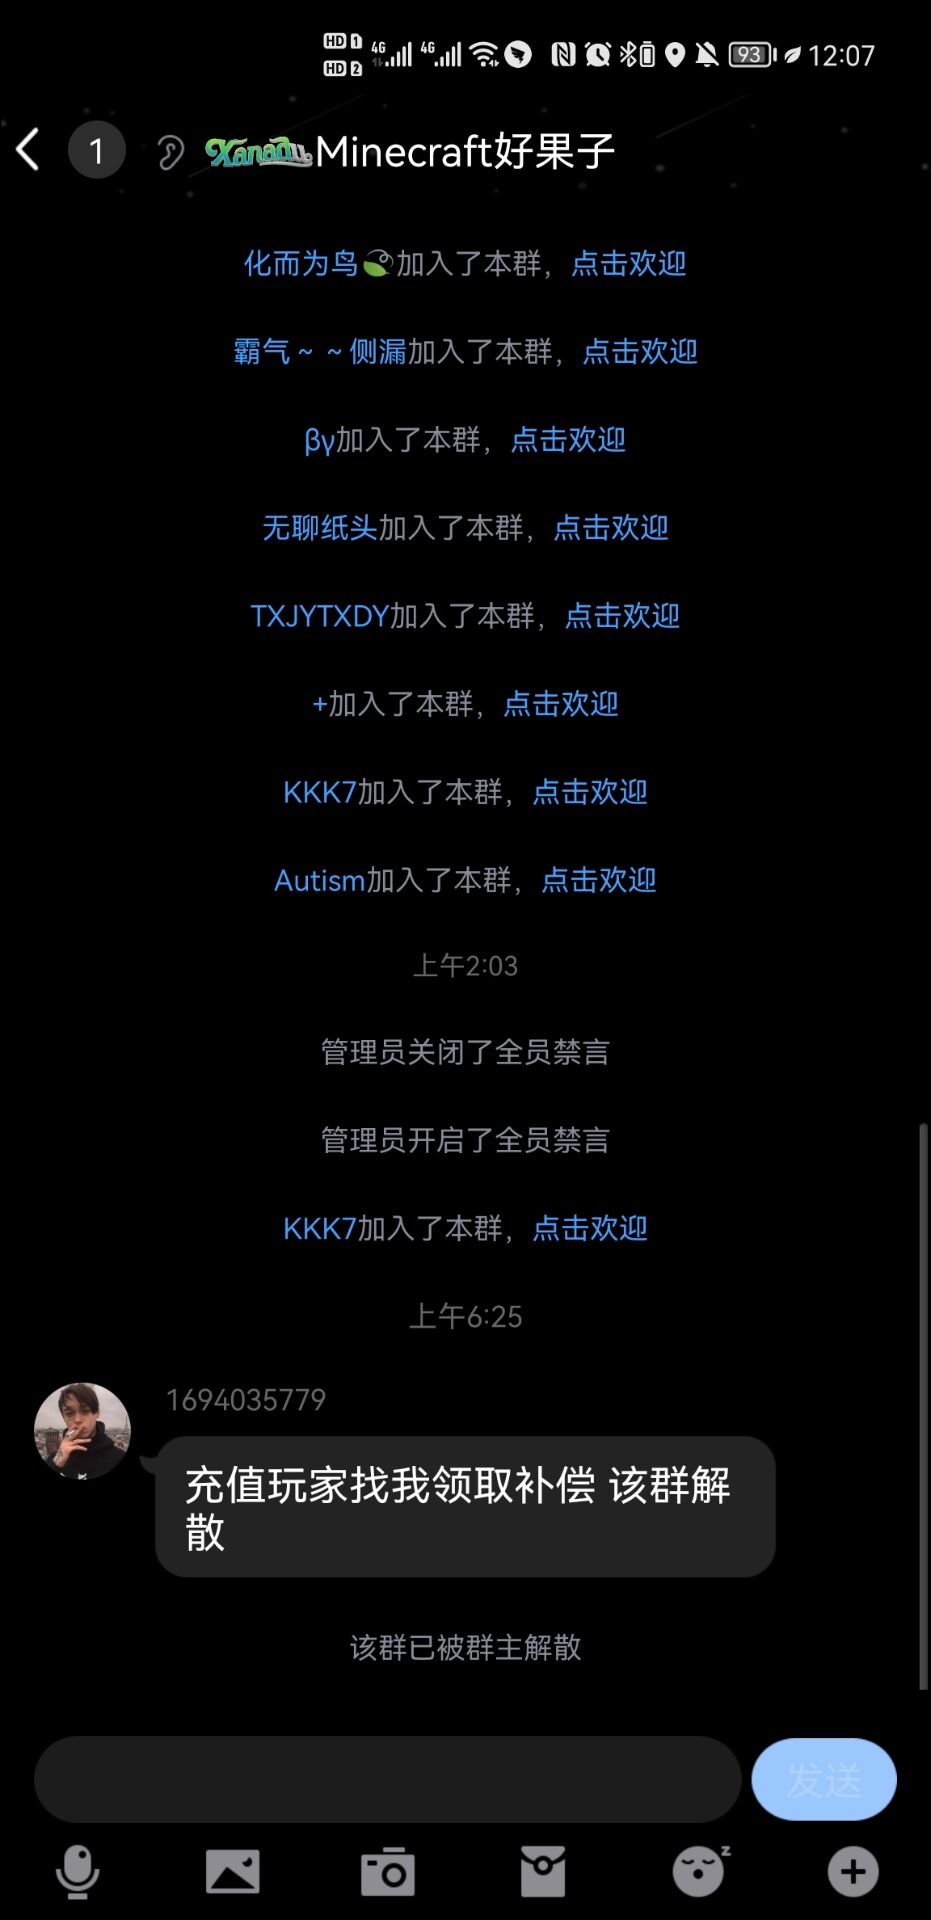 HD 1 4G 4G 93 12:07
HD 2
1 XanaduMinecraft好果子
化而为鸟加入了本群，点击欢迎
霸气～～侧漏加入了本群，点击欢迎
βγ加入了本群，点击欢迎
无聊纸头加入了本群，点击欢迎
TXJYTXDY加入了本群，点击欢迎
+加入了本群，点击欢迎
KKK7加入了本群，点击欢迎
Autism加入了本群，点击欢迎
上午2:03
管理员关闭了全员禁言
管理员开启了全员禁言
KKK7加入了本群，点击欢迎
上午6:25
1694035779
充值玩家找我领取补偿 该群解
散
该群已被群主解散
发送
z